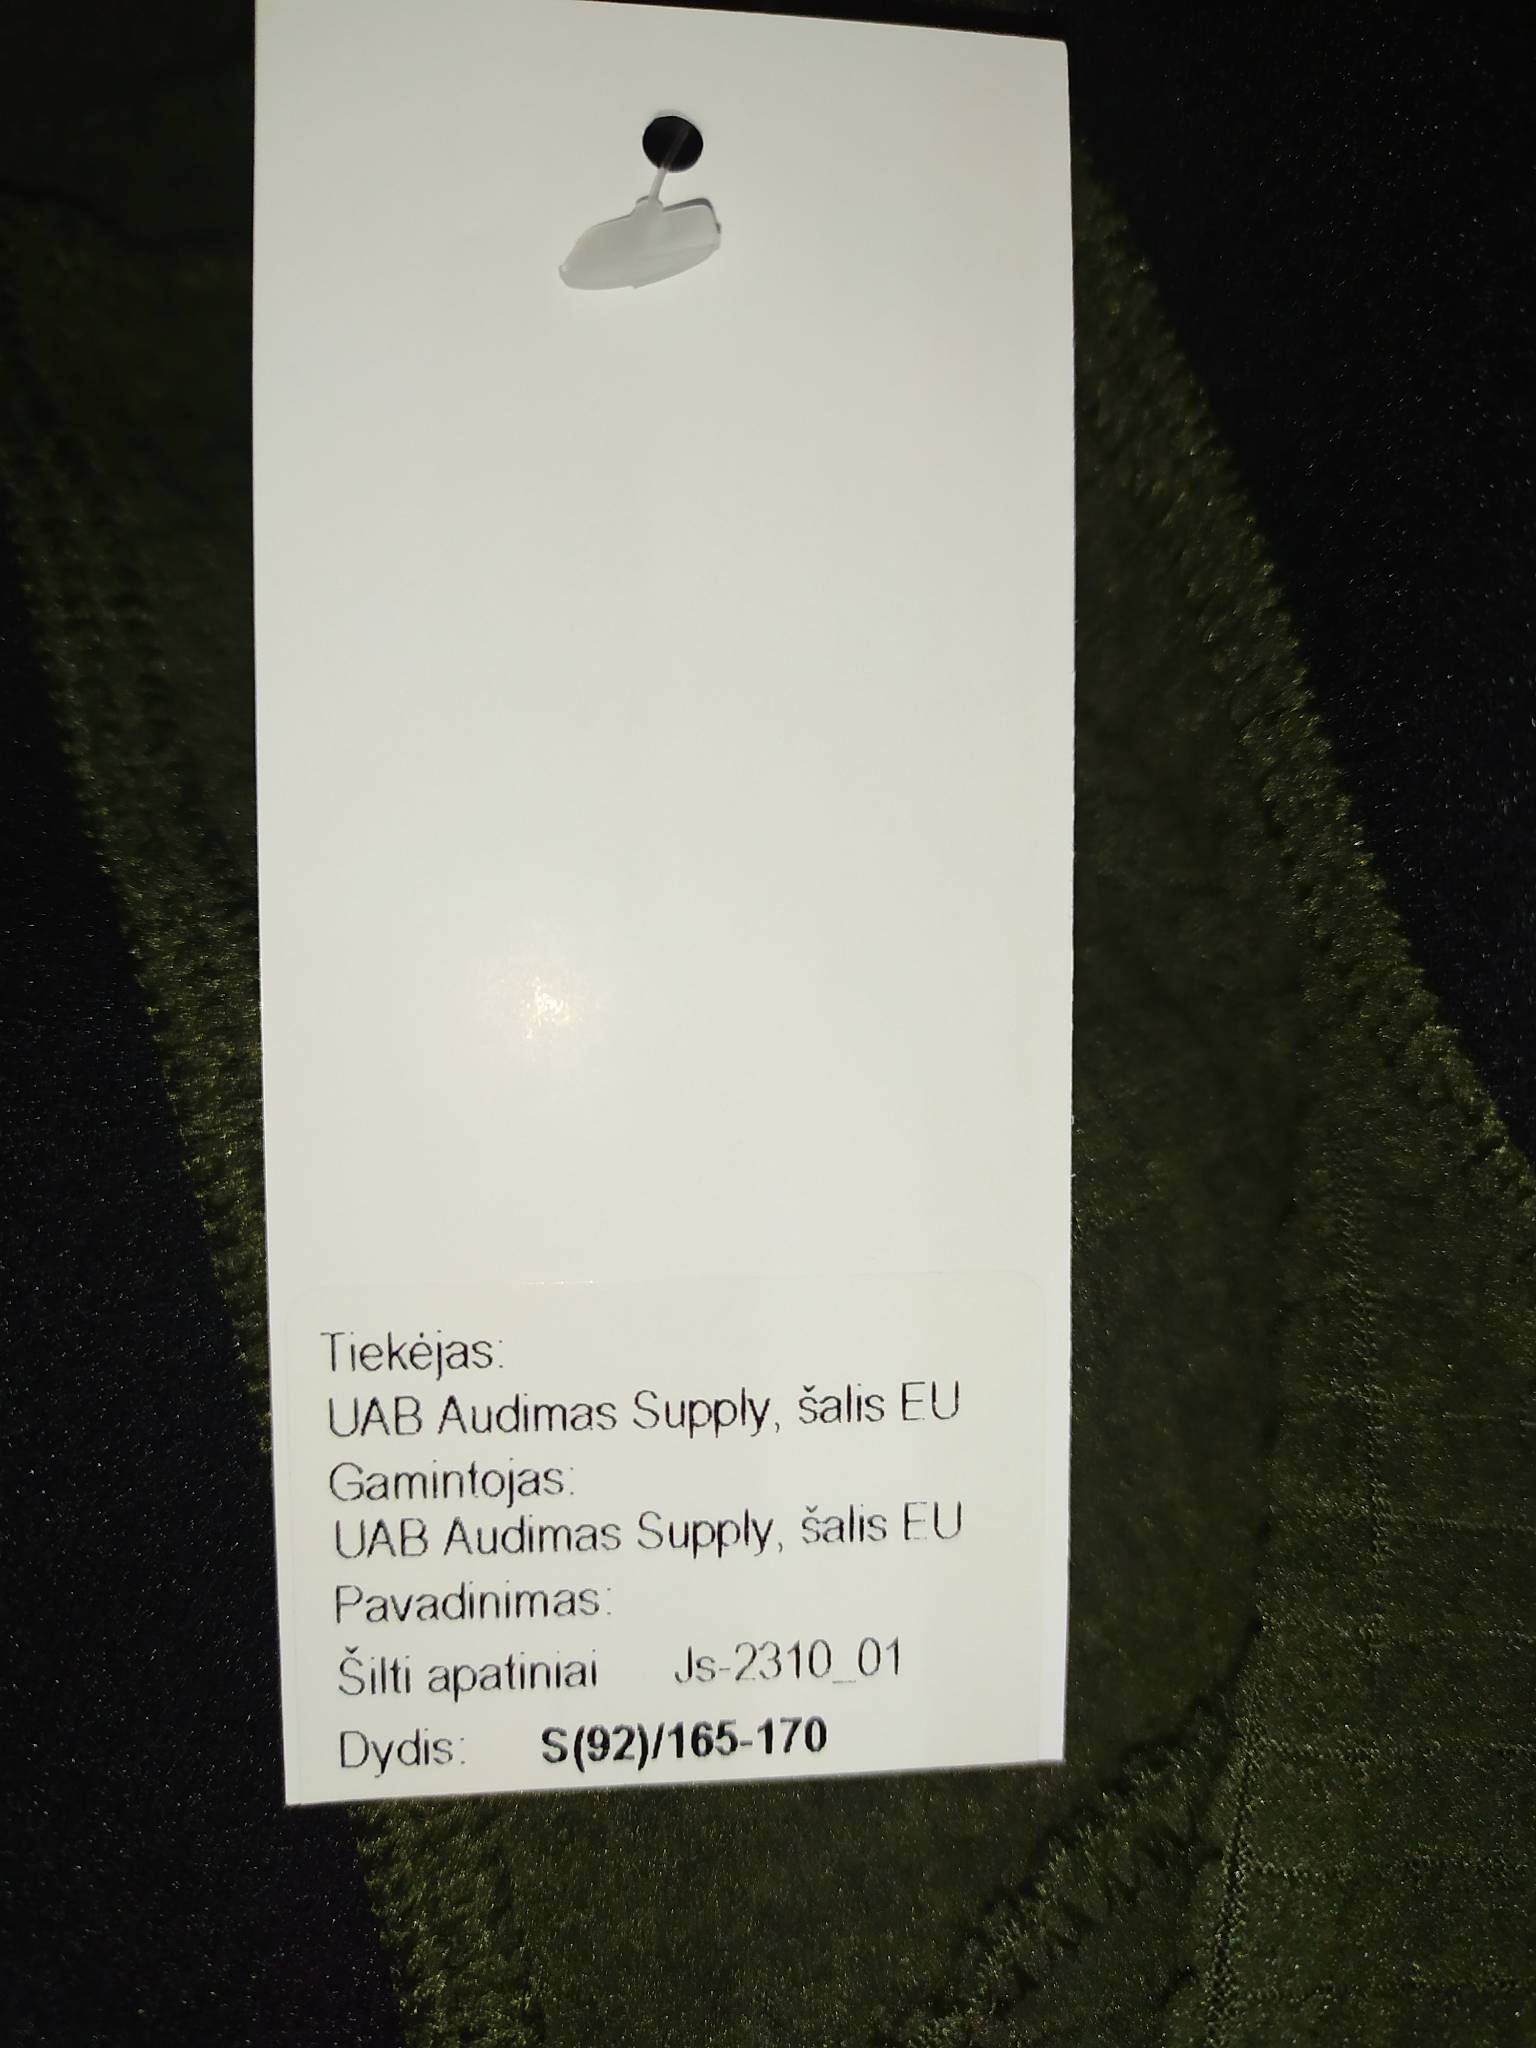 Tiekėjas:
UAB Audimas Supply, šalis EU
Gamintojas:
UAB Audimas Supply, šalis EU
Pavadinimas:
Šilti apatiniai Js-2310_01
Dydis: S(92)/165-170